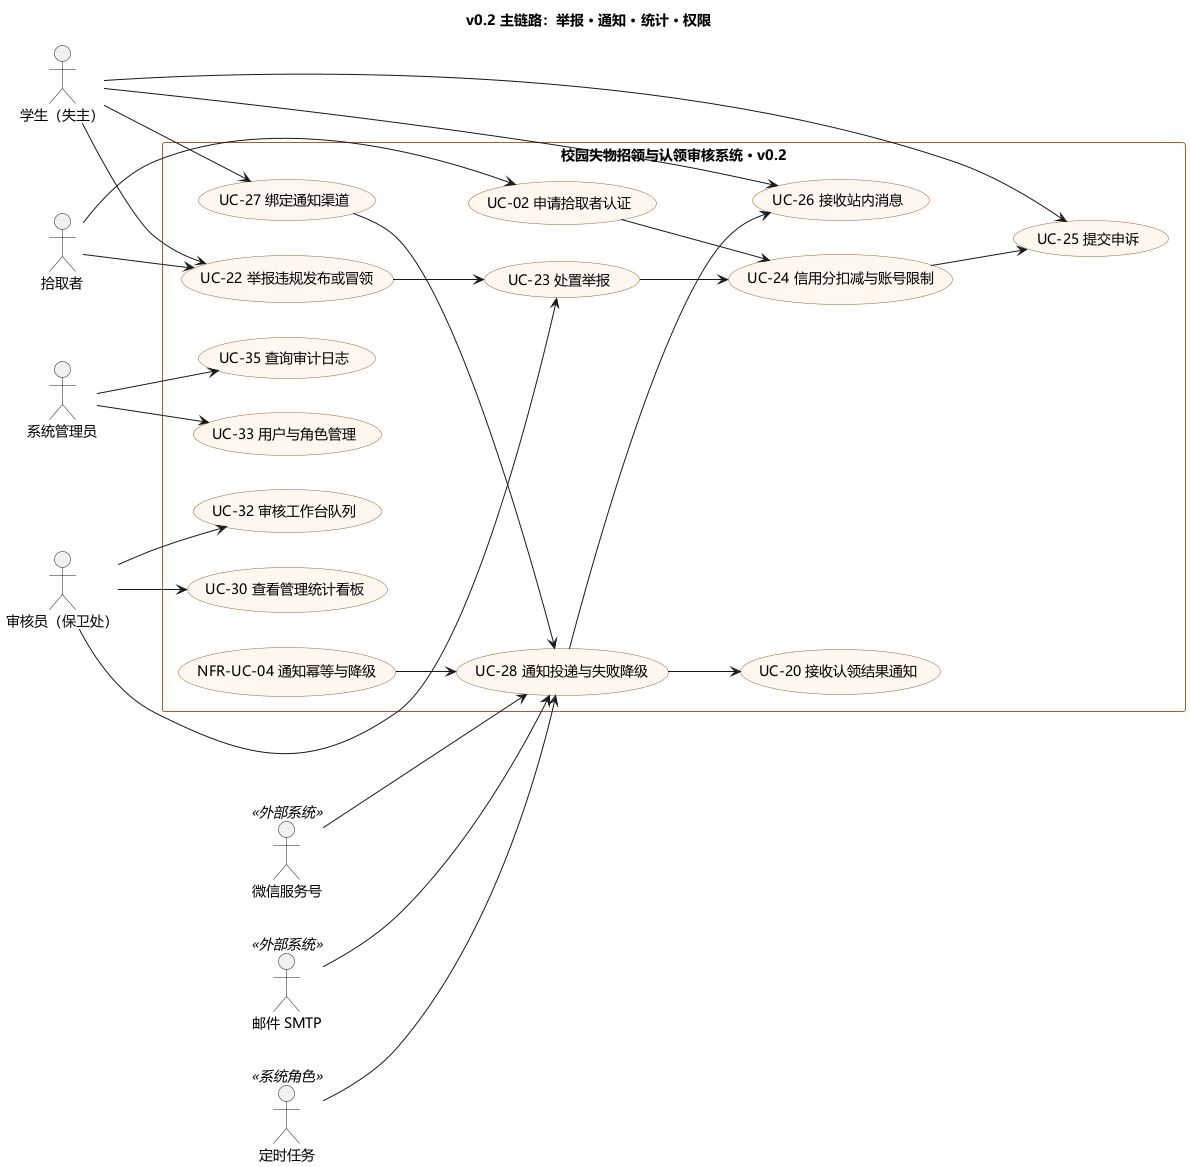 v0.2 主链路：举报・通知・统计・权限
学生（失主）
校园失物招领与认领审核系统・v0.2
UC-27 绑定通知渠道
UC-02 申请拾取者认证
UC-26 接收站内消息
UC-25 提交申诉
拾取者
UC-22 举报违规发布或冒领
UC-23 处置举报
UC-24 信用分扣减与账号限制
UC-35 查询审计日志
系统管理员
UC-33 用户与角色管理
UC-32 审核工作台队列
UC-30 查看管理统计看板
审核员（保卫处）
NFR-UC-04 通知幂等与降级
UC-28 通知投递与失败降级
UC-20 接收认领结果通知
«外部系统»
微信服务号
«外部系统»
邮件 SMTP
«系统角色»
定时任务